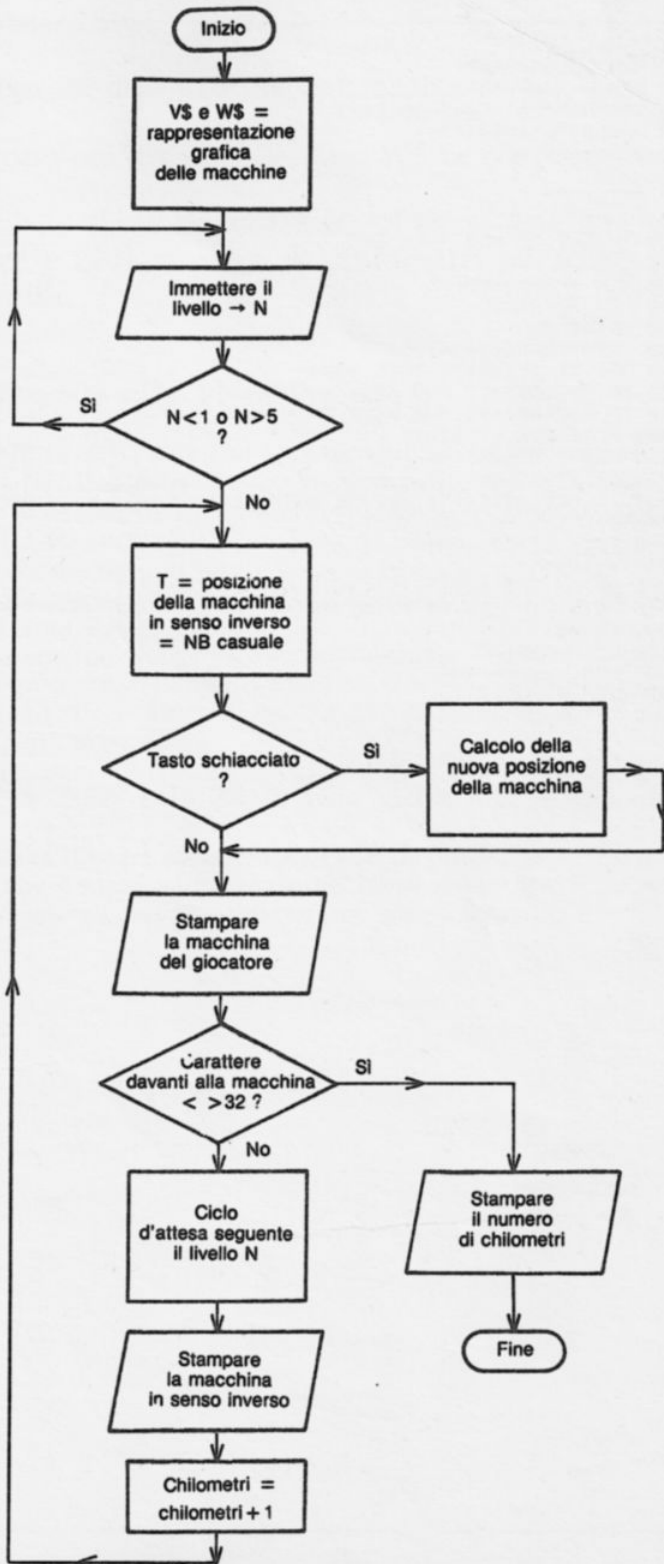 Inizio
V$ e W$ =
rappresentazione
grafica
delle macchine
Immettere il
livello → N
Sì
N<1 o N>5
?
No
T = posizione
della macchina
in senso inverso
= NB casuale
Tasto schiacciato
?
Sì
Calcolo della
nuova posizione
della macchina
No
Stampare
la macchina
del giocatore
Carattere
davanti alla macchina
< >32 ?
Sì
No
Ciclo
d'attesa seguente
il livello N
Stampare
il numero
di chilometri
Stampare
la macchina
in senso inverso
Fine
Chilometri =
chilometri+1